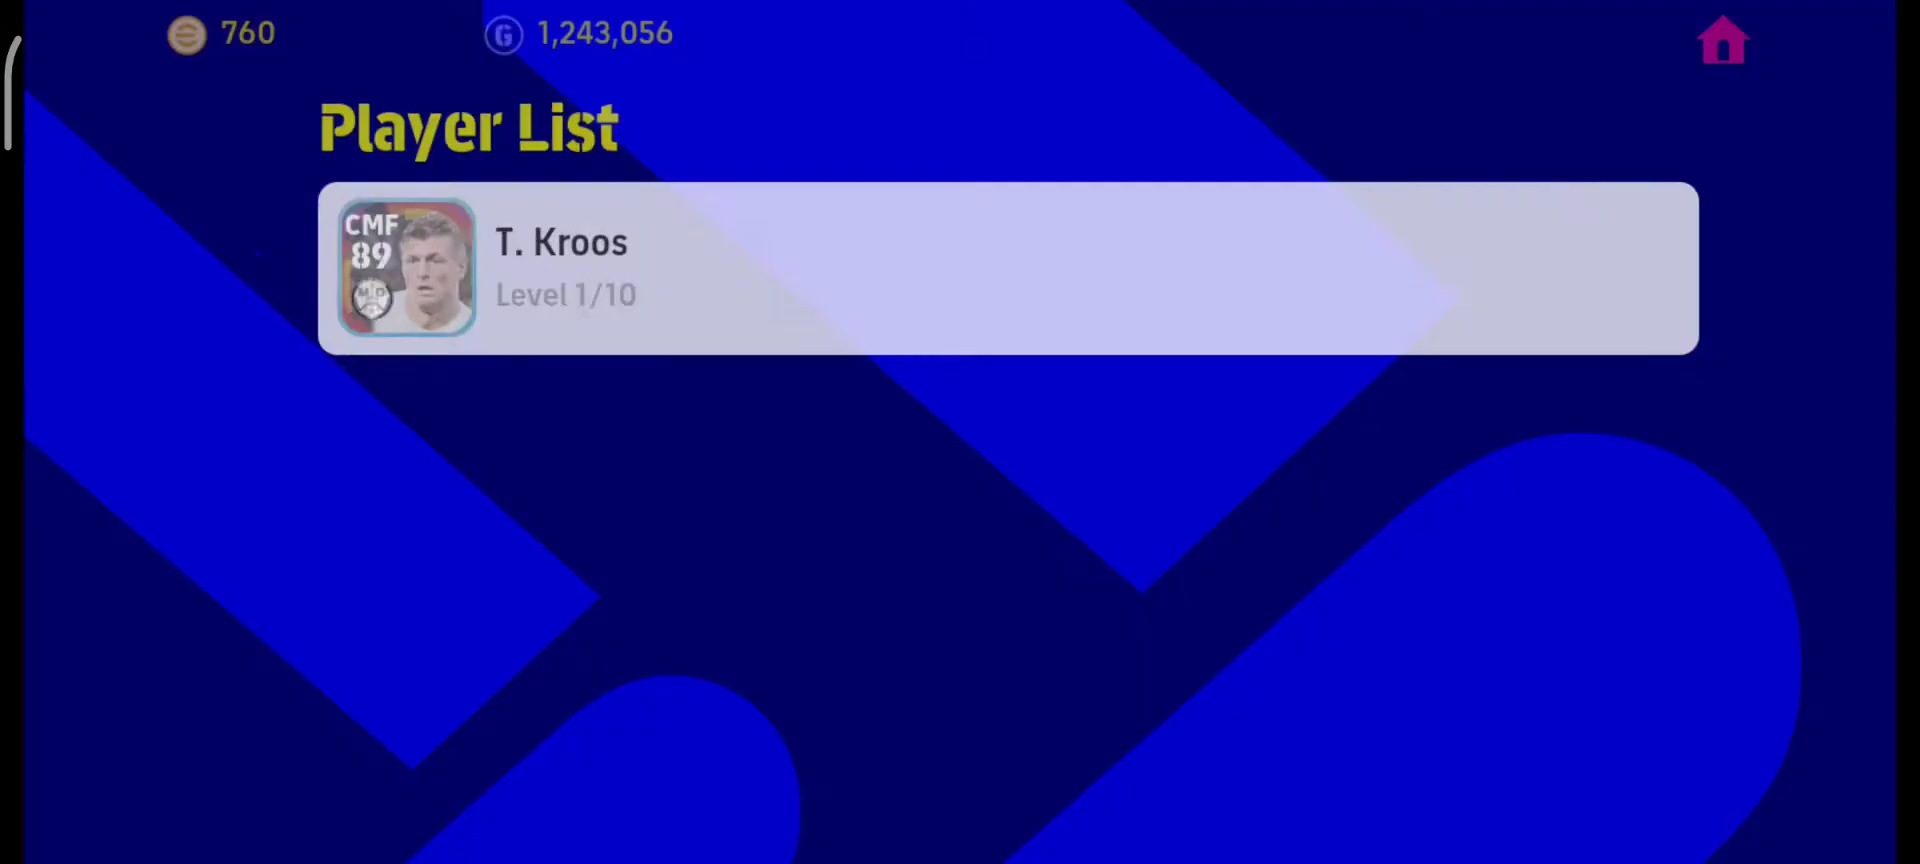 760
G 1,243,056
Player List
CMF
89
T. Kroos
Level 1/10